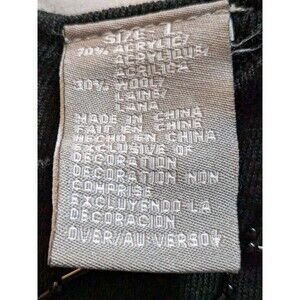 SIZE: L
70% ACRYLIC/
ACRYLIQUE/
ACRILICA
30% WOOL/
LAINE/
LANA
MADE IN CHINA
FAIT EN CHINE
HECHO EN CHINA
EXCLUSIVE OF
DECORATION
DECORATION NON
COMPRISE
EXCLUYENDO LA
DECORACION
OVER/AU VERSO/